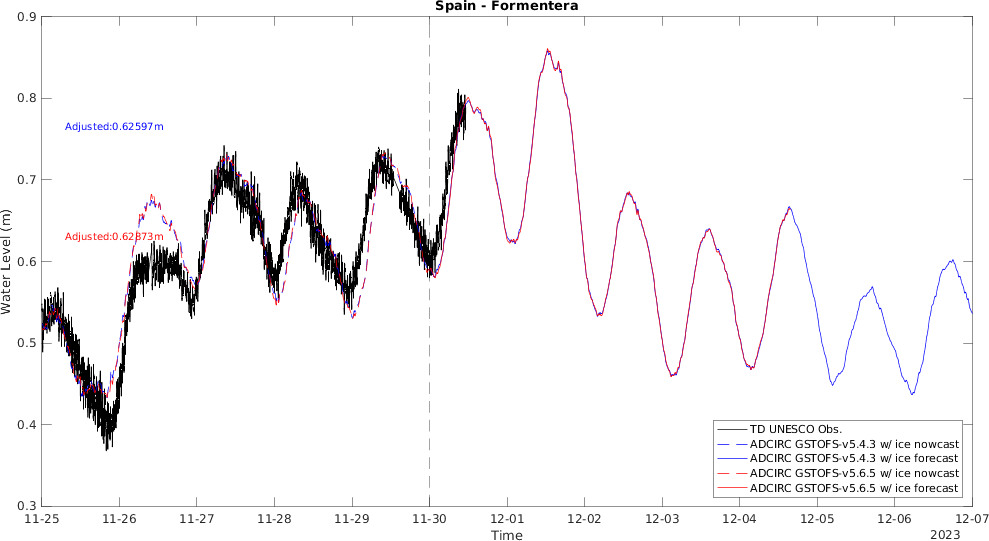 Spain - Formentera
0.9
0.8
0.7
0.6
0.5
0.4
0.3
Water Level (m)
Adjusted:0.62597m
Adjusted:0.62873m
TD UNESCO Obs.
ADCIRC GSTOFS-v5.4.3 w/ ice nowcast
ADCIRC GSTOFS-v5.4.3 w/ ice forecast
ADCIRC GSTOFS-v5.6.5 w/ ice nowcast
ADCIRC GSTOFS-v5.6.5 w/ ice forecast
11-25 11-26 11-27 11-28 11-29 11-30 12-01 12-02 12-03 12-04 12-05 12-06 12-07
Time
2023